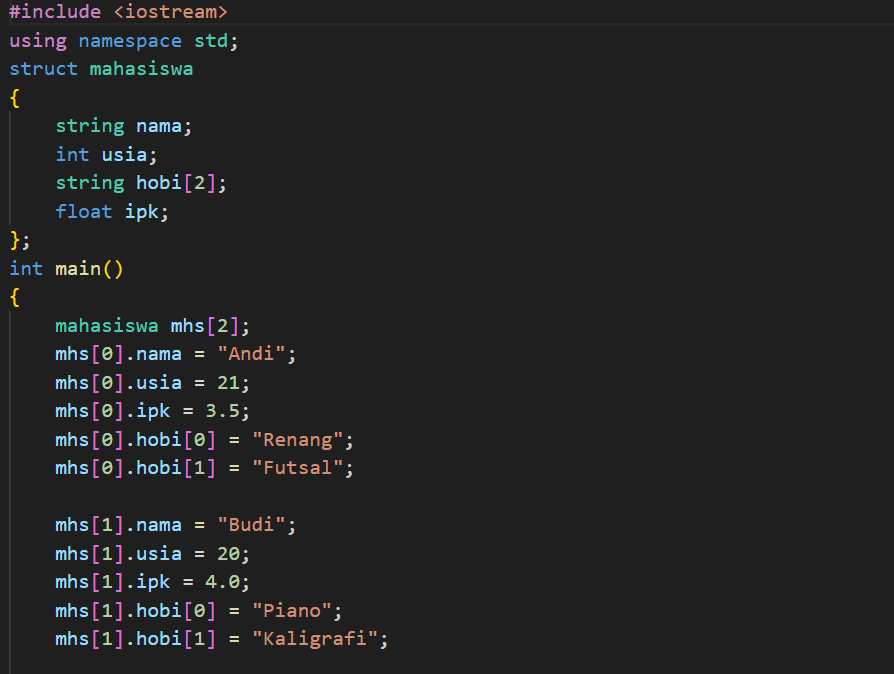 #include <iostream>
using namespace std;
struct mahasiswa
{
    string nama;
    int usia;
    string hobi[2];
    float ipk;
};
int main()
{
    mahasiswa mhs[2];
    mhs[0].nama = "Andi";
    mhs[0].usia = 21;
    mhs[0].ipk = 3.5;
    mhs[0].hobi[0] = "Renang";
    mhs[0].hobi[1] = "Futsal";

    mhs[1].nama = "Budi";
    mhs[1].usia = 20;
    mhs[1].ipk = 4.0;
    mhs[1].hobi[0] = "Piano";
    mhs[1].hobi[1] = "Kaligrafi";